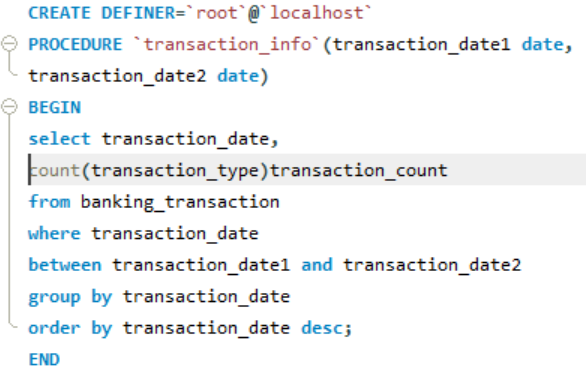 CREATE DEFINER=`root`@`localhost`
PROCEDURE `transaction_info`(transaction_date1 date,
transaction_date2 date)
BEGIN
select transaction_date,
count(transaction_type)transaction_count
from banking_transaction
where transaction_date
between transaction_date1 and transaction_date2
group by transaction_date
order by transaction_date desc;
END